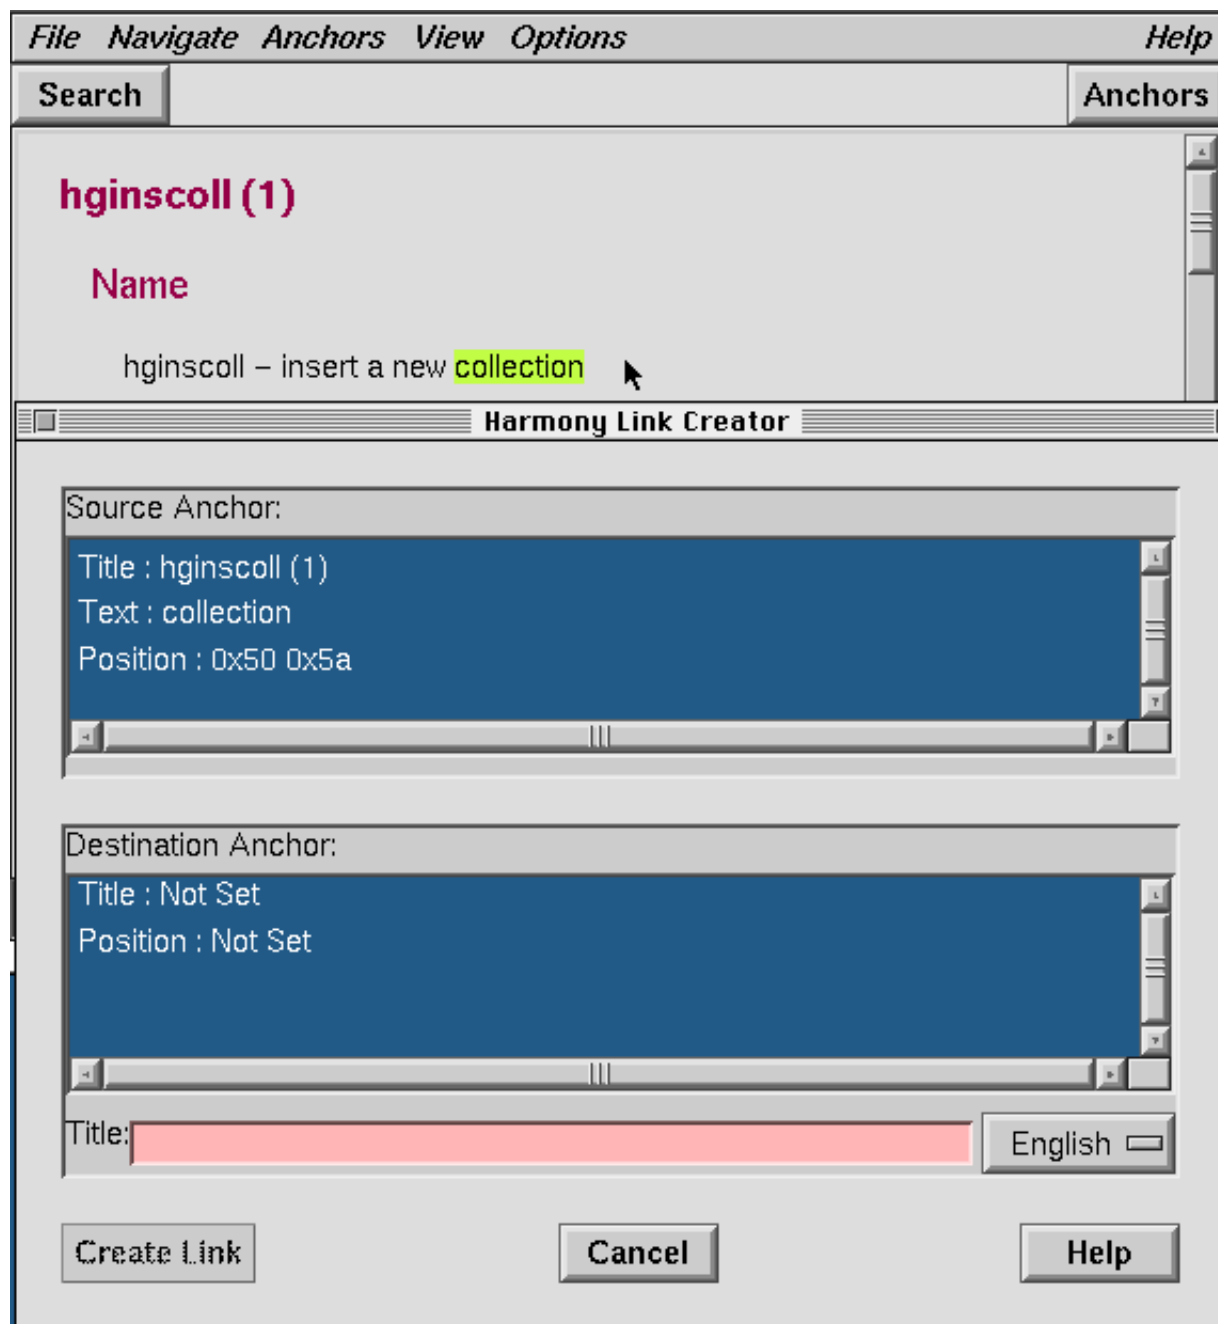 File Navigate Anchors View Options Help
Search Anchors
hginscoll (1)
Name
hginscoll – insert a new collection
Harmony Link Creator
Source Anchor:
Title : hginscoll (1)
Text : collection
Position : 0x50 0x5a
Destination Anchor:
Title : Not Set
Position : Not Set
Title: English
Create Link Cancel Help